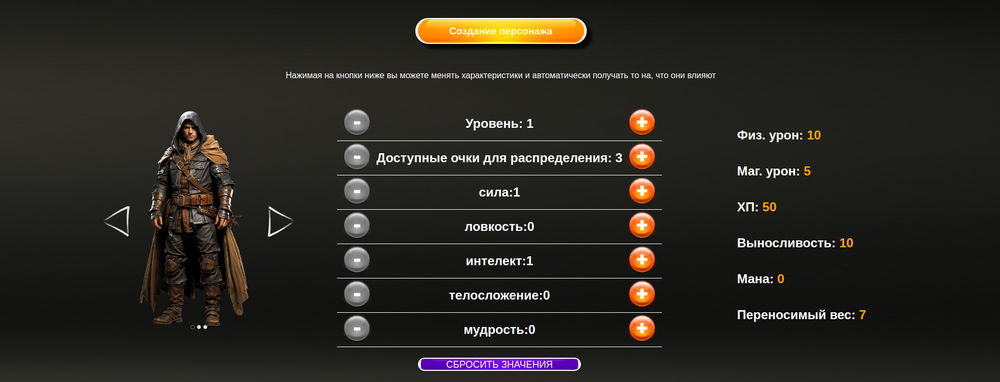 Создание персонажа
Нажимая на кнопки ниже вы можете менять характеристики и автоматически получать то на, что они влияют
Уровень: 1
Доступные очки для распределения: 3
сила:1
ловкость:0
интелект:1
телосложение:0
мудрость:0
СБРОСИТЬ ЗНАЧЕНИЯ
Физ. урон: 10
Маг. урон: 5
ХП: 50
Выносливость: 10
Мана: 0
Переносимый вес: 7